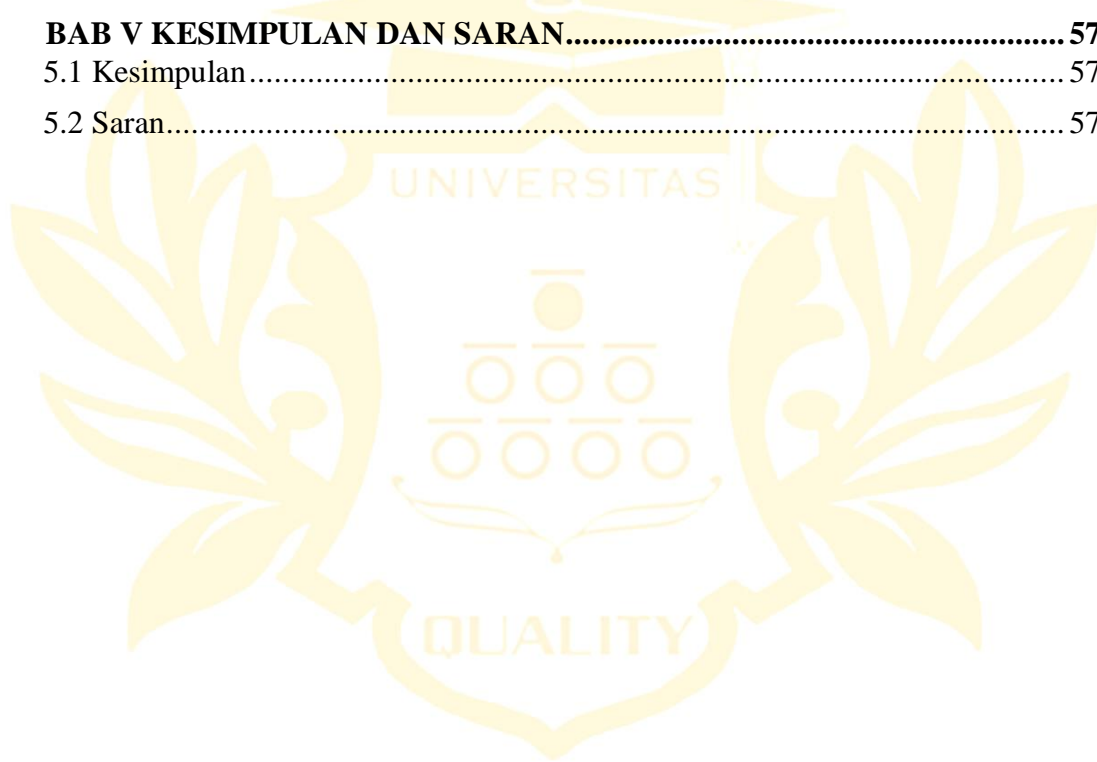 BAB V KESIMPULAN DAN SARAN.................................................................. 57
5.1 Kesimpulan............................................................................................................ 57
5.2 Saran...................................................................................................................... 57
UNIVERSITAS
QUALITY